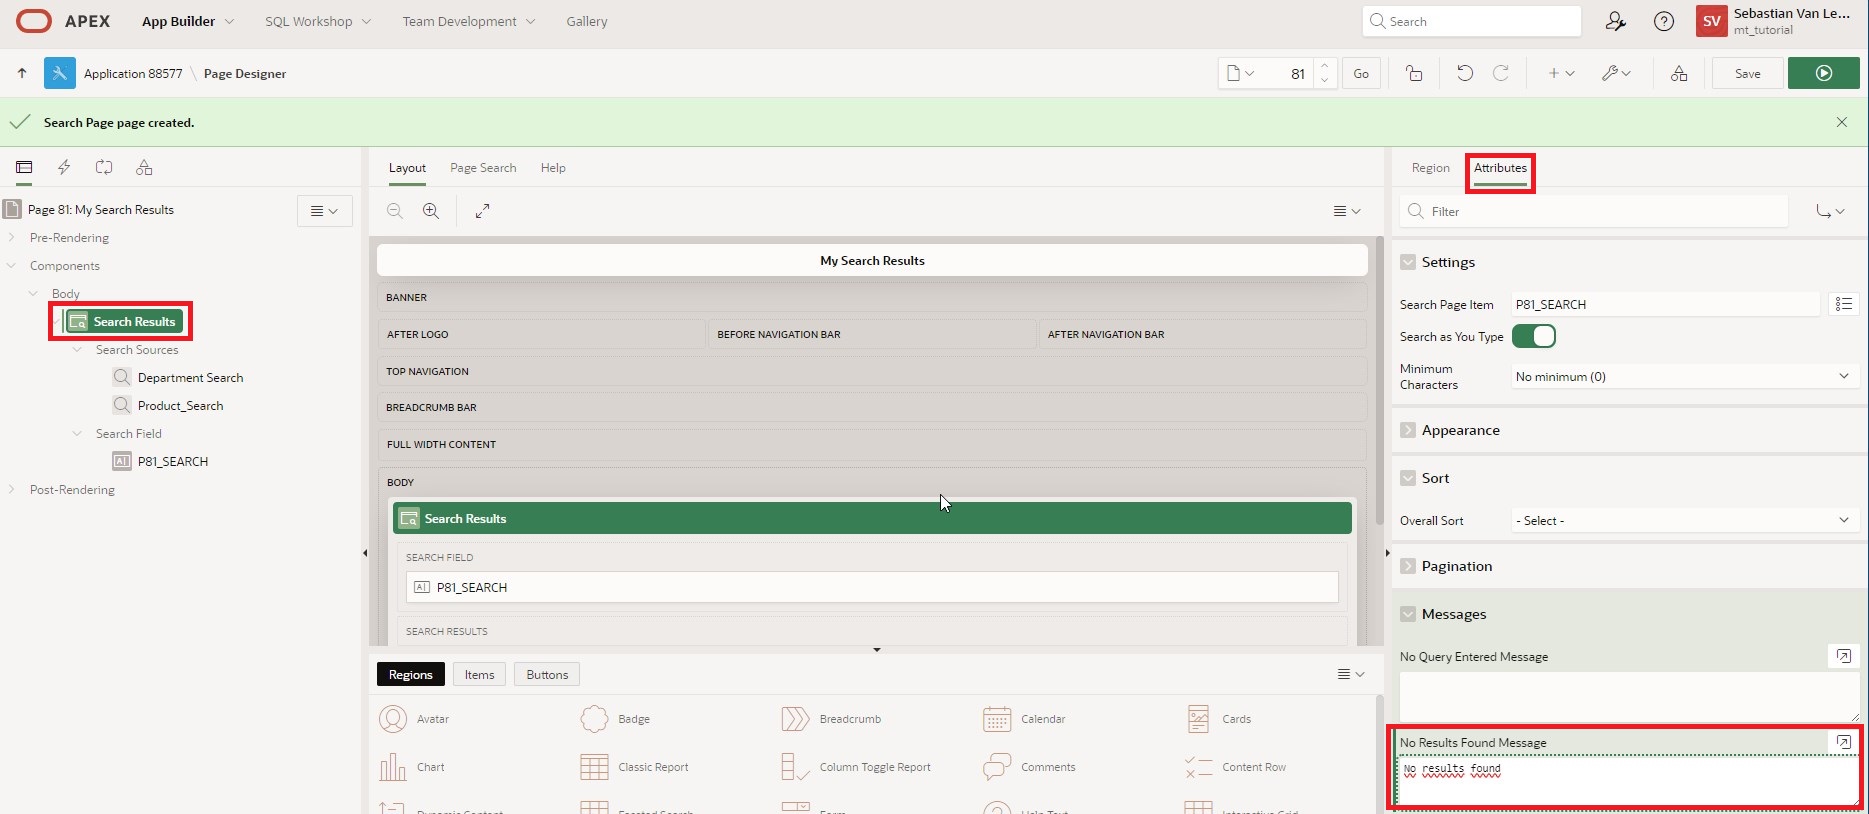 APEX App Builder SQL Workshop Team Development Gallery Search SV Sebastian Van Le... mt_tutorial
Application 88577 \ Page Designer 81 Go Save
Search Page page created.
Layout Page Search Help
Region Attributes
Page 81: My Search Results
Pre-Rendering
Components
Body
Search Results
Search Sources
Department Search
Product_Search
Search Field
P81_SEARCH
Post-Rendering
My Search Results
BANNER
AFTER LOGO BEFORE NAVIGATION BAR AFTER NAVIGATION BAR
TOP NAVIGATION
BREADCRUMB BAR
FULL WIDTH CONTENT
BODY
Search Results
SEARCH FIELD
P81_SEARCH
SEARCH RESULTS
Regions Items Buttons
Avatar Badge Breadcrumb Calendar Cards
Chart Classic Report Column Toggle Report Comments Content Row
Filter
Settings
Search Page Item P81_SEARCH
Search as You Type
Minimum
Characters
No minimum (0)
Appearance
Sort
Overall Sort - Select -
Pagination
Messages
No Query Entered Message
No Results Found Message
No results found